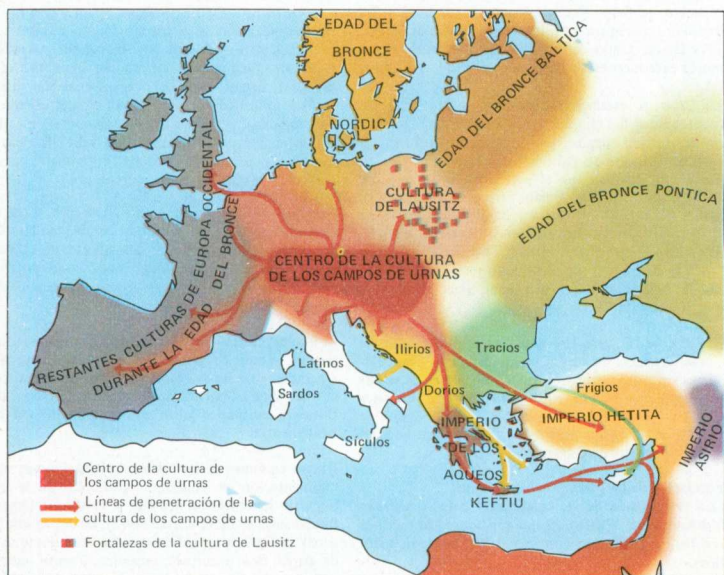 EDAD DEL
BRONCE
NORDICA
EDAD DEL BRONCE BALTICA
CULTURA
DE LAUSITZ
EDAD DEL BRONCE PONTICA
RESTANTES CULTURAS DE EUROPA OCCIDENTAL
DURANTE LA EDAD DEL BRONCE
CENTRO DE LA CULTURA
DE LOS CAMPOS DE URNAS
Ilirios
Tracios
Latinos
Sardos
Dorios
Frigios
Sículos
IMPERIO
DE LOS
AQUEOS
KEFTIU
IMPERIO HETITA
IMPERIO
ASIRIO
Centro de la cultura de
los campos de urnas
Líneas de penetración de la
cultura de los campos de urnas
Fortalezas de la cultura de Lausitz